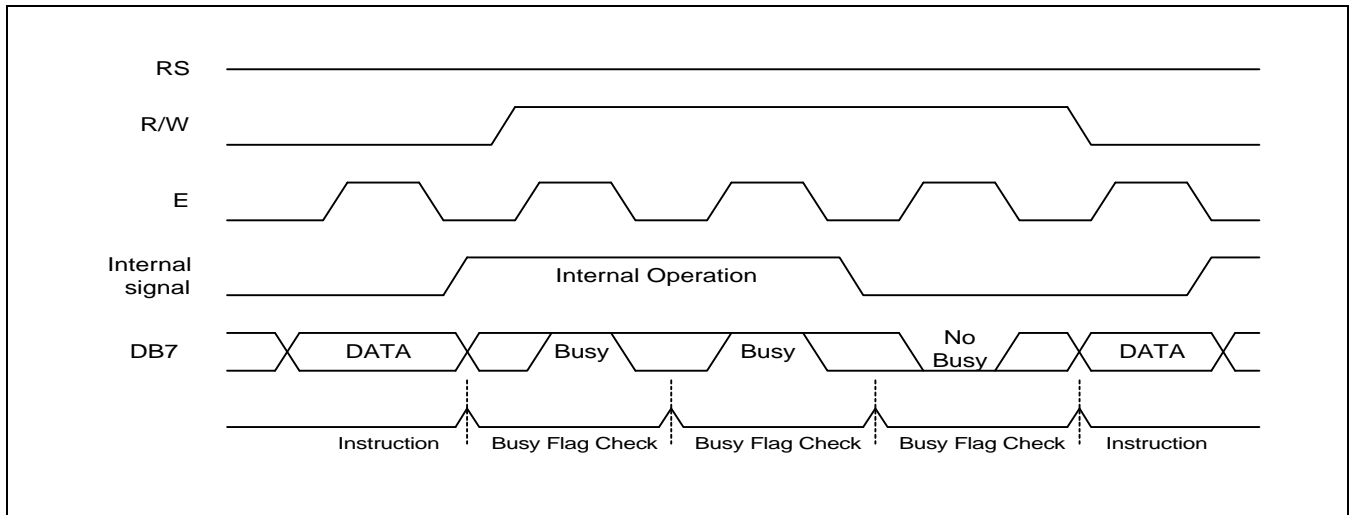 RS
R/W
E
Internal
signal
Internal Operation
DB7
DATA
Busy
Busy
No
Busy
DATA
Instruction
Busy Flag Check
Busy Flag Check
Busy Flag Check
Instruction